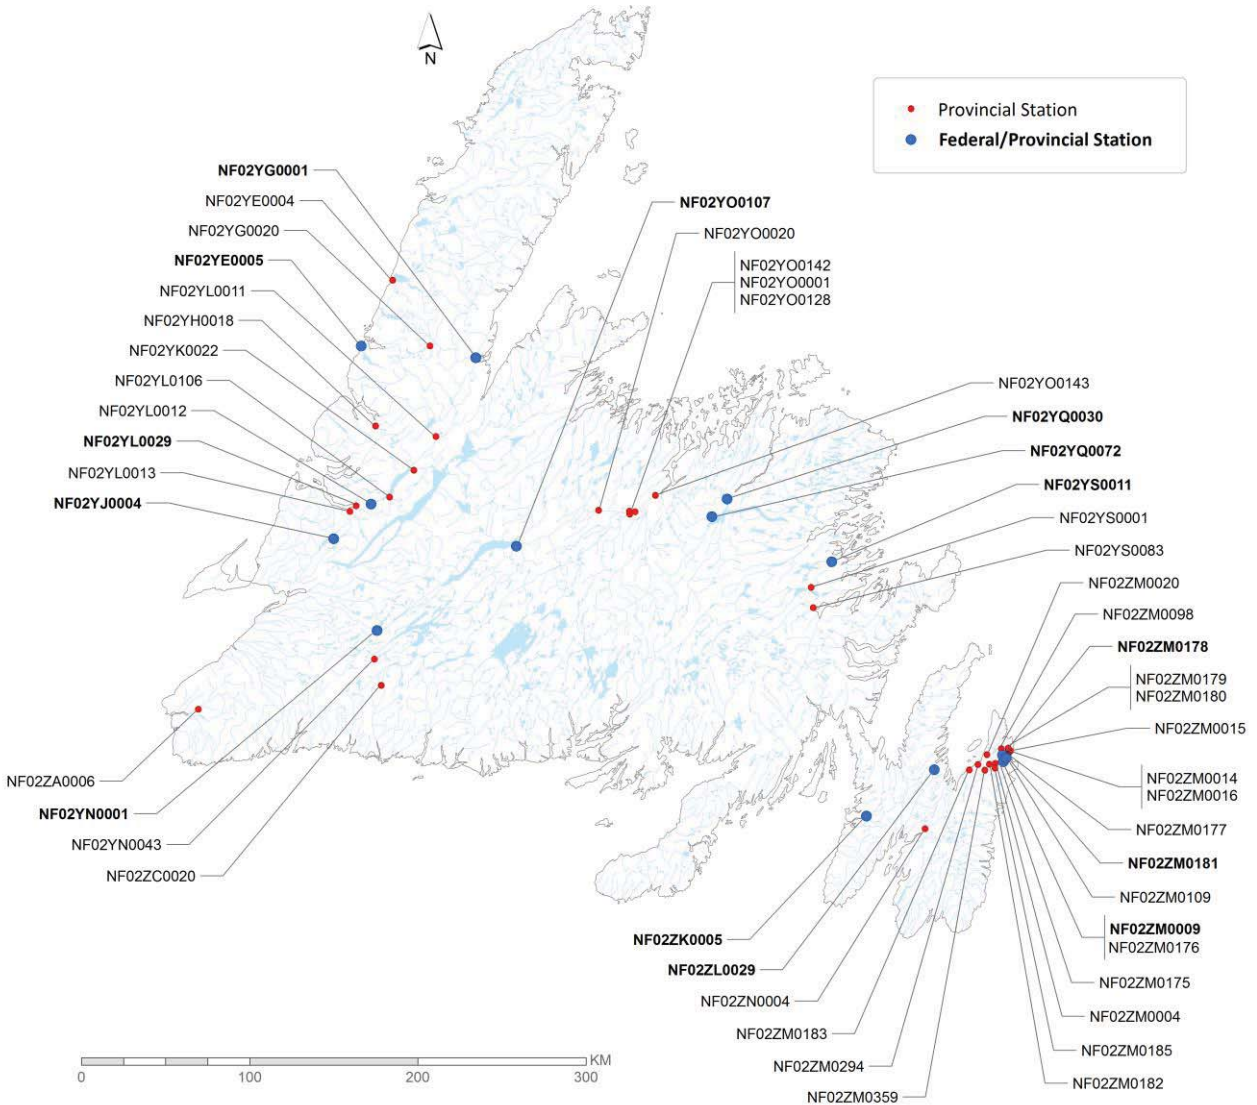 N
Provincial Station
Federal/Provincial Station
NF02YG0001
NF02YE0004
NF02YG0020
NF02YE0005
NF02YL0011
NF02YH0018
NF02YK0022
NF02YL0106
NF02YL0012
NF02YL0029
NF02YL0013
NF02YJ0004
NF02YO0107
NF02YO0020
NF02YO0142
NF02YO0001
NF02YO0128
NF02YO0143
NF02YQ0030
NF02YQ0072
NF02YS0011
NF02YS0001
NF02YS0083
NF02ZM0020
NF02ZM0098
NF02ZM0178
NF02ZM0179
NF02ZM0180
NF02ZM0015
NF02ZM0014
NF02ZM0016
NF02ZM0177
NF02ZM0181
NF02ZM0109
NF02ZM0009
NF02ZM0176
NF02ZM0175
NF02ZM0004
NF02ZM0185
NF02ZM0182
NF02ZA0006
NF02YN0001
NF02YN0043
NF02ZC0020
NF02ZK0005
NF02ZL0029
NF02ZN0004
NF02ZM0183
NF02ZM0294
NF02ZM0359
KM
0 100 200 300